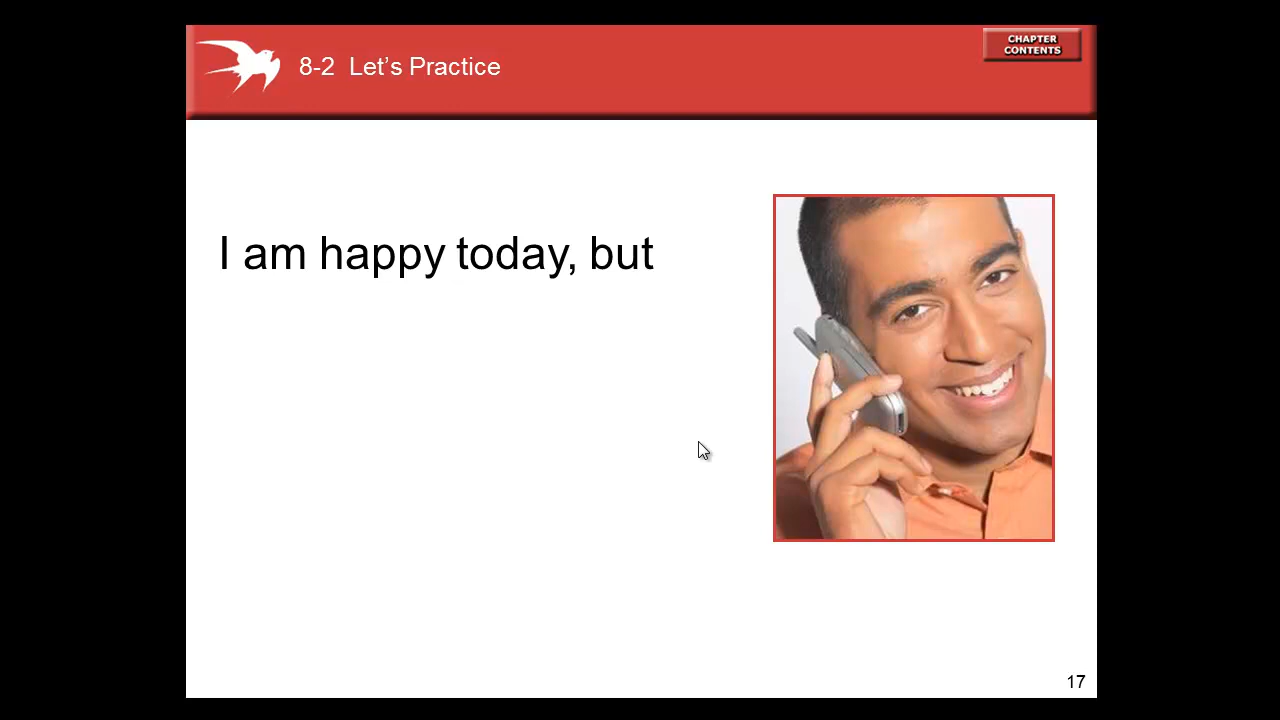 CHAPTER
CONTENTS
8-2 Let’s Practice
I am happy today, but
17